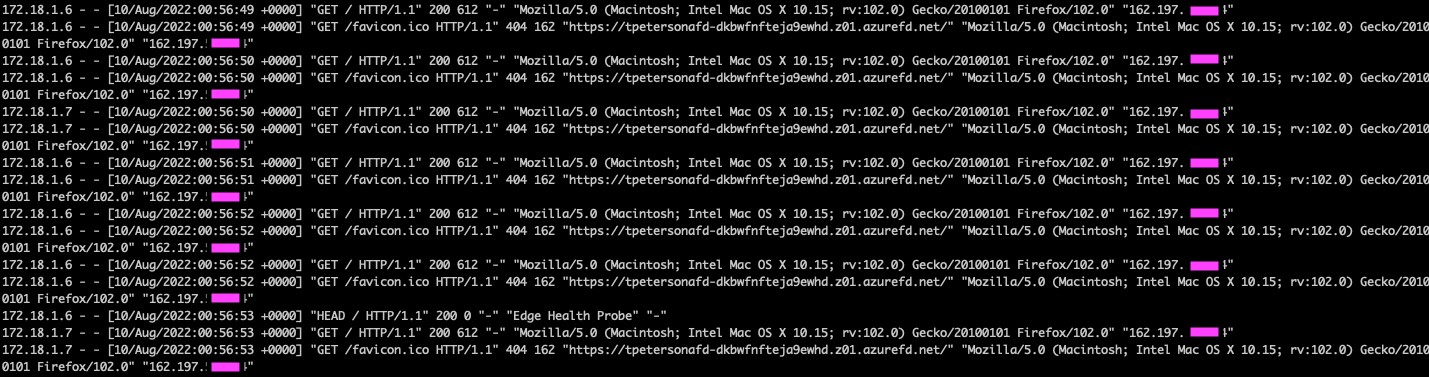 172.18.1.6 - - [10/Aug/2022:00:56:49 +0000] "GET / HTTP/1.1" 200 612 "-" "Mozilla/5.0 (Macintosh; Intel Mac OS X 10.15; rv:102.0) Gecko/20100101 Firefox/102.0" "162.197. "
172.18.1.6 - - [10/Aug/2022:00:56:49 +0000] "GET /favicon.ico HTTP/1.1" 404 162 "https://tpetersonafd-dkbwfnfteja9ewhd.z01.azurefd.net/" "Mozilla/5.0 (Macintosh; Intel Mac OS X 10.15; rv:102.0) Gecko/2010
0101 Firefox/102.0" "162.197. "
172.18.1.6 - - [10/Aug/2022:00:56:50 +0000] "GET / HTTP/1.1" 200 612 "-" "Mozilla/5.0 (Macintosh; Intel Mac OS X 10.15; rv:102.0) Gecko/20100101 Firefox/102.0" "162.197. "
172.18.1.6 - - [10/Aug/2022:00:56:50 +0000] "GET /favicon.ico HTTP/1.1" 404 162 "https://tpetersonafd-dkbwfnfteja9ewhd.z01.azurefd.net/" "Mozilla/5.0 (Macintosh; Intel Mac OS X 10.15; rv:102.0) Gecko/2010
0101 Firefox/102.0" "162.197. "
172.18.1.7 - - [10/Aug/2022:00:56:50 +0000] "GET / HTTP/1.1" 200 612 "-" "Mozilla/5.0 (Macintosh; Intel Mac OS X 10.15; rv:102.0) Gecko/20100101 Firefox/102.0" "162.197. "
172.18.1.7 - - [10/Aug/2022:00:56:50 +0000] "GET /favicon.ico HTTP/1.1" 404 162 "https://tpetersonafd-dkbwfnfteja9ewhd.z01.azurefd.net/" "Mozilla/5.0 (Macintosh; Intel Mac OS X 10.15; rv:102.0) Gecko/2010
0101 Firefox/102.0" "162.197. "
172.18.1.6 - - [10/Aug/2022:00:56:51 +0000] "GET / HTTP/1.1" 200 612 "-" "Mozilla/5.0 (Macintosh; Intel Mac OS X 10.15; rv:102.0) Gecko/20100101 Firefox/102.0" "162.197. "
172.18.1.6 - - [10/Aug/2022:00:56:51 +0000] "GET /favicon.ico HTTP/1.1" 404 162 "https://tpetersonafd-dkbwfnfteja9ewhd.z01.azurefd.net/" "Mozilla/5.0 (Macintosh; Intel Mac OS X 10.15; rv:102.0) Gecko/2010
0101 Firefox/102.0" "162.197. "
172.18.1.6 - - [10/Aug/2022:00:56:52 +0000] "GET / HTTP/1.1" 200 612 "-" "Mozilla/5.0 (Macintosh; Intel Mac OS X 10.15; rv:102.0) Gecko/20100101 Firefox/102.0" "162.197. "
172.18.1.6 - - [10/Aug/2022:00:56:52 +0000] "GET /favicon.ico HTTP/1.1" 404 162 "https://tpetersonafd-dkbwfnfteja9ewhd.z01.azurefd.net/" "Mozilla/5.0 (Macintosh; Intel Mac OS X 10.15; rv:102.0) Gecko/2010
0101 Firefox/102.0" "162.197. "
172.18.1.6 - - [10/Aug/2022:00:56:52 +0000] "GET / HTTP/1.1" 200 612 "-" "Mozilla/5.0 (Macintosh; Intel Mac OS X 10.15; rv:102.0) Gecko/20100101 Firefox/102.0" "162.197. "
172.18.1.6 - - [10/Aug/2022:00:56:52 +0000] "GET /favicon.ico HTTP/1.1" 404 162 "https://tpetersonafd-dkbwfnfteja9ewhd.z01.azurefd.net/" "Mozilla/5.0 (Macintosh; Intel Mac OS X 10.15; rv:102.0) Gecko/2010
0101 Firefox/102.0" "162.197. "
172.18.1.6 - - [10/Aug/2022:00:56:53 +0000] "HEAD / HTTP/1.1" 200 0 "-" "Edge Health Probe" "-"
172.18.1.7 - - [10/Aug/2022:00:56:53 +0000] "GET / HTTP/1.1" 200 612 "-" "Mozilla/5.0 (Macintosh; Intel Mac OS X 10.15; rv:102.0) Gecko/20100101 Firefox/102.0" "162.197. "
172.18.1.7 - - [10/Aug/2022:00:56:53 +0000] "GET /favicon.ico HTTP/1.1" 404 162 "https://tpetersonafd-dkbwfnfteja9ewhd.z01.azurefd.net/" "Mozilla/5.0 (Macintosh; Intel Mac OS X 10.15; rv:102.0) Gecko/2010
0101 Firefox/102.0" "162.197. "